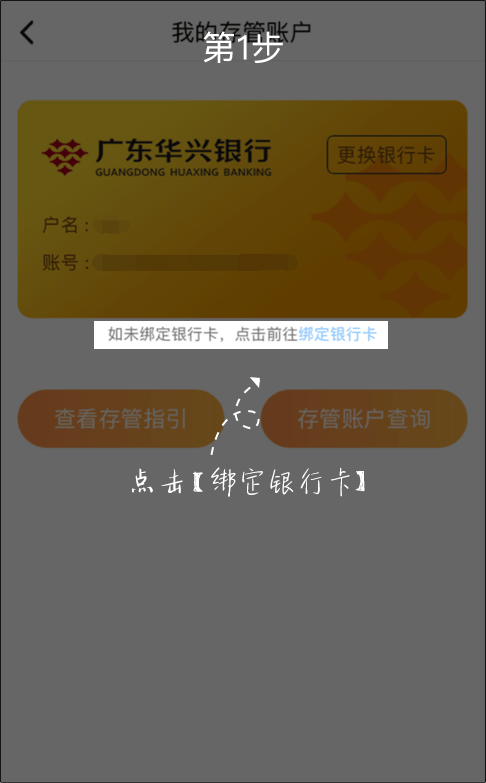 我的存管账户
第1步
广东华兴银行
GUANGDONG HUAXING BANKING
更换银行卡
户名：
账号：
如未绑定银行卡，点击前往绑定银行卡
查看存管指引
存管账户查询
点击【绑定银行卡】